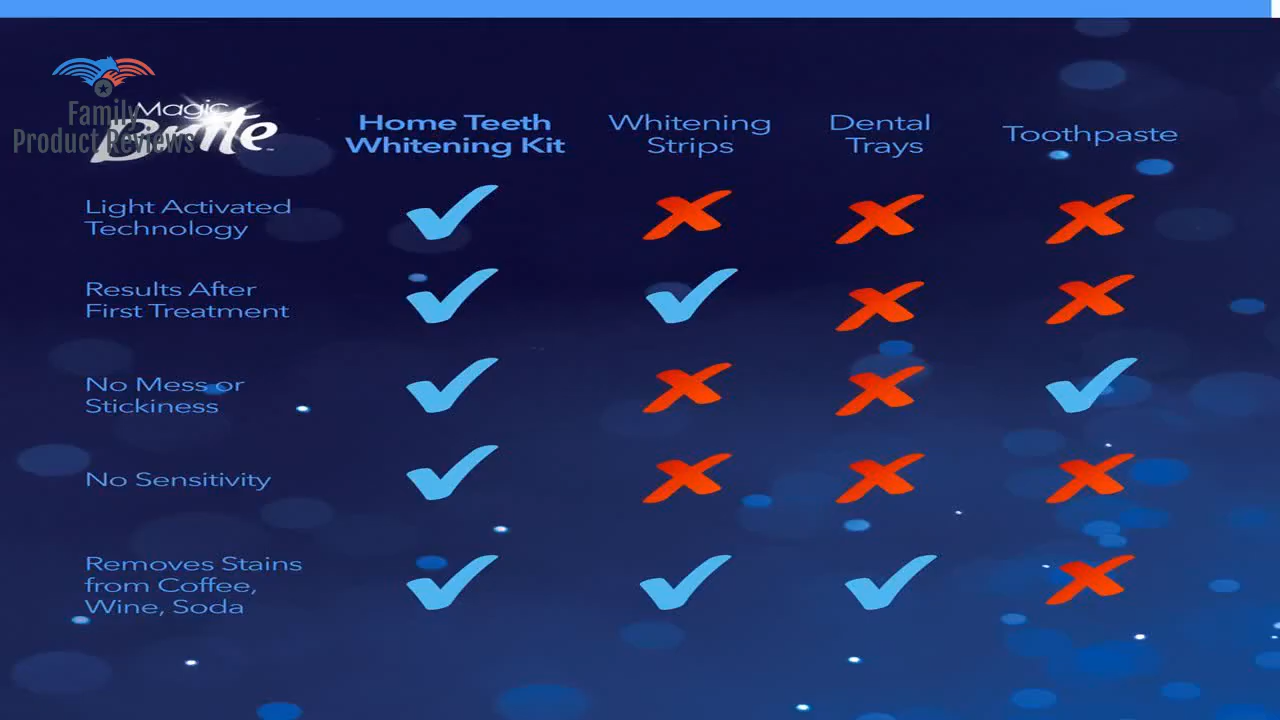 Family
Product Reviews
Magic
Brite
Home Teeth
Whitening Kit
Whitening
Strips
Dental
Trays
Toothpaste
Light Activated
Technology
Results After
First Treatment
No Mess or
Stickiness
No Sensitivity
Removes Stains
from Coffee,
Wine, Soda